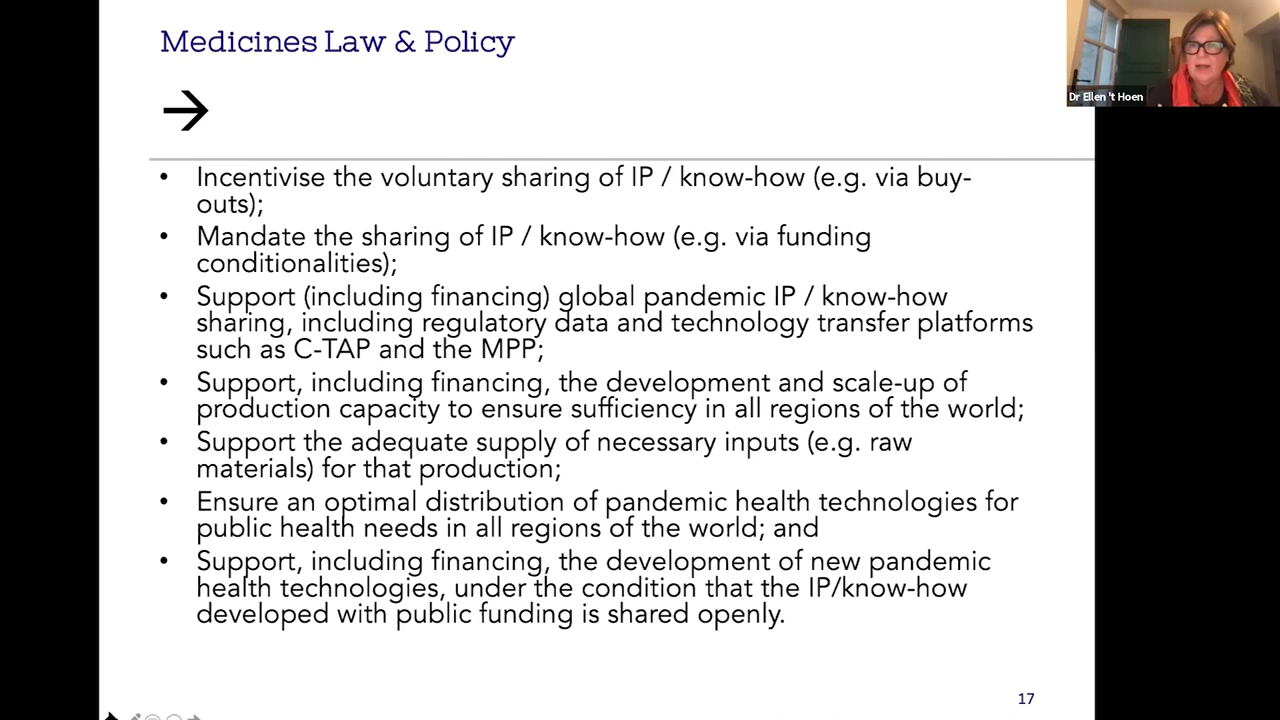 Medicines Law & Policy
Dr Ellen 't Hoen
→
• Incentivise the voluntary sharing of IP / know-how (e.g. via buy-
outs);
• Mandate the sharing of IP / know-how (e.g. via funding
conditionalities);
• Support (including financing) global pandemic IP / know-how
sharing, including regulatory data and technology transfer platforms
such as C-TAP and the MPP;
• Support, including financing, the development and scale-up of
production capacity to ensure sufficiency in all regions of the world;
• Support the adequate supply of necessary inputs (e.g. raw
materials) for that production;
• Ensure an optimal distribution of pandemic health technologies for
public health needs in all regions of the world; and
• Support, including financing, the development of new pandemic
health technologies, under the condition that the IP/know-how
developed with public funding is shared openly.
17